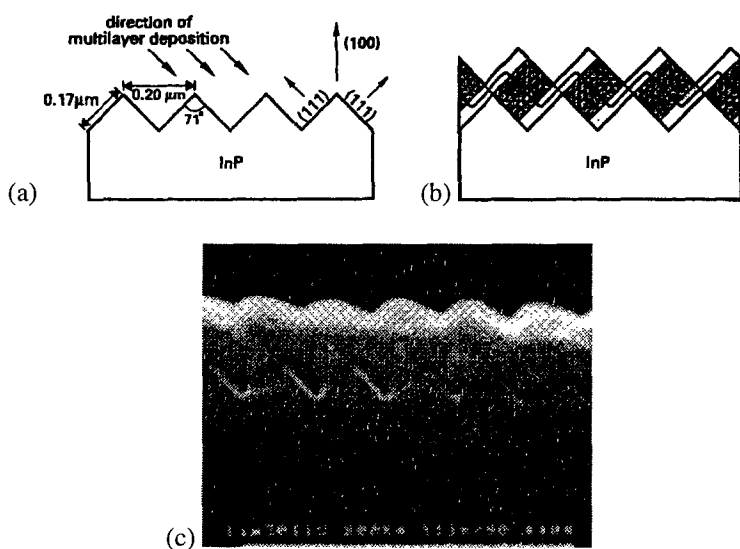 direction of
multilayer deposition
(100)
0.17μm
0.20 μm
71°
(111)
(111)
InP
(a)
InP
(b)
(c)